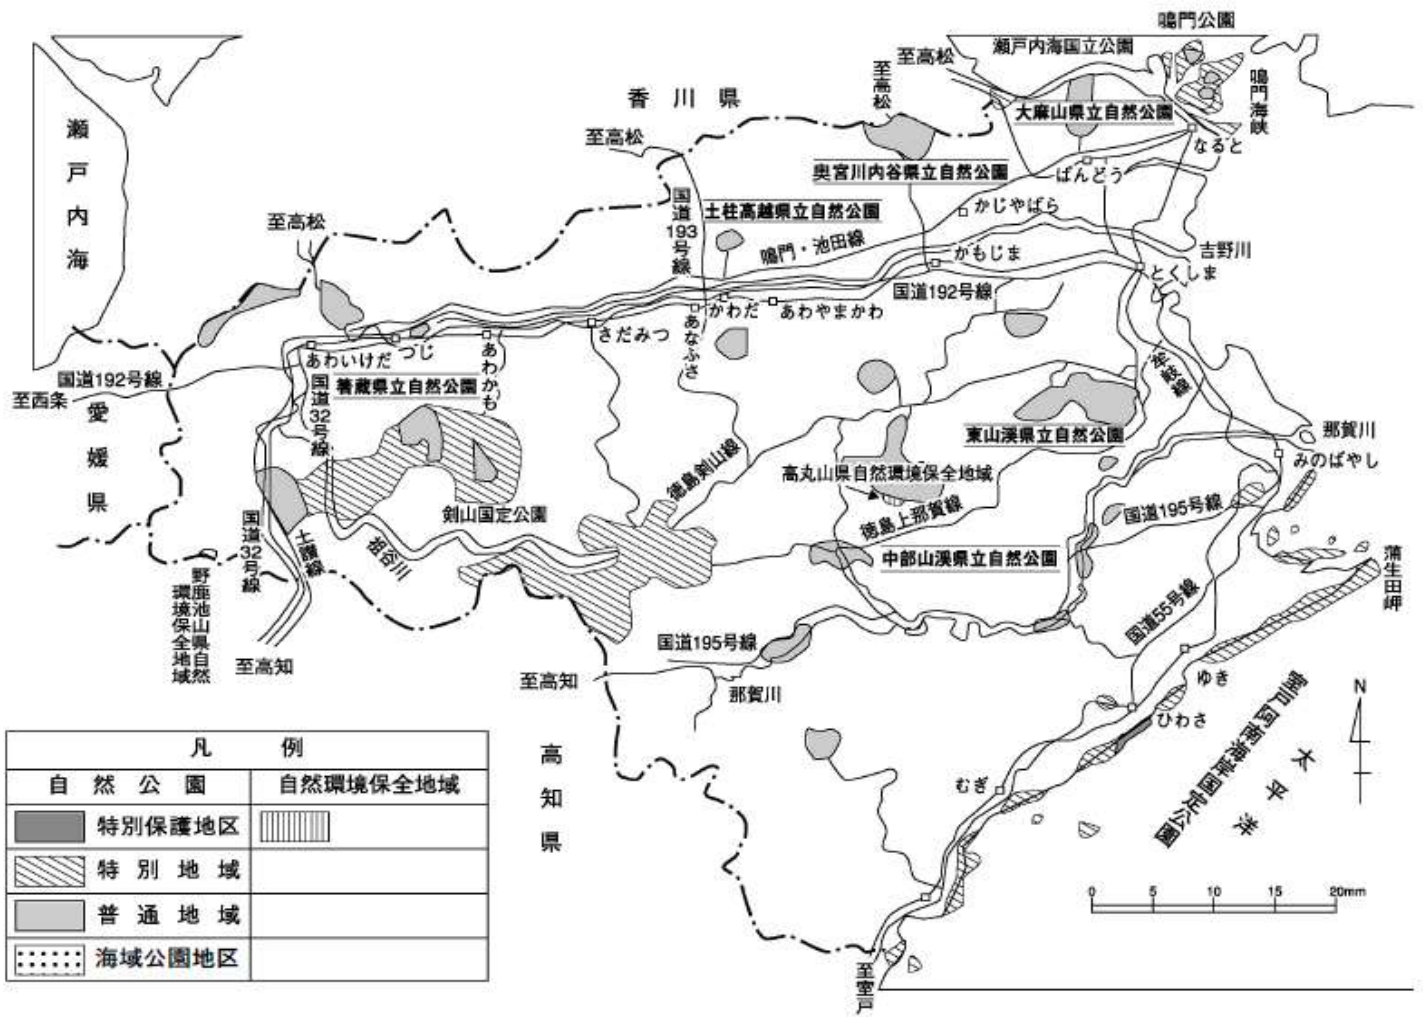 鳴門公園
瀬戸内海国立公園
至高松
至高松
鳴門海峡
香川県
大麻山県立自然公園
至高松
なると
瀬戸内海
奥宮川内谷県立自然公園
ばんどう
国道193号線
土柱高越県立自然公園
かじやばら
至高松
鳴門・池田線
かもじま
吉野川
とくしま
国道192号線
かわだ
あわやまかわ
あなぶさ
さだみつ
あわかも
つじ
あわいけだ
国道192号線
至西条
愛媛県
国道32号線
箸蔵県立自然公園
牟岐線
東山渓県立自然公園
那賀川
みのばやし
徳島剣山線
高丸山県自然環境保全地域
剣山国定公園
徳島上那賀線
国道195号線
国道32号線
土讃線
祖谷川
中部山渓県立自然公園
蒲生田岬
野鹿池山県自然
環境保全地域
国道55号線
至高知
国道195号線
至高知
那賀川
ゆき
ひわさ
室戸阿南海岸国定公園
太平洋
N
高知県
むぎ
凡例
自然公園
自然環境保全地域
特別保護地区
特別地域
普通地域
海域公園地区
0 5 10 15 20mm
至室戸